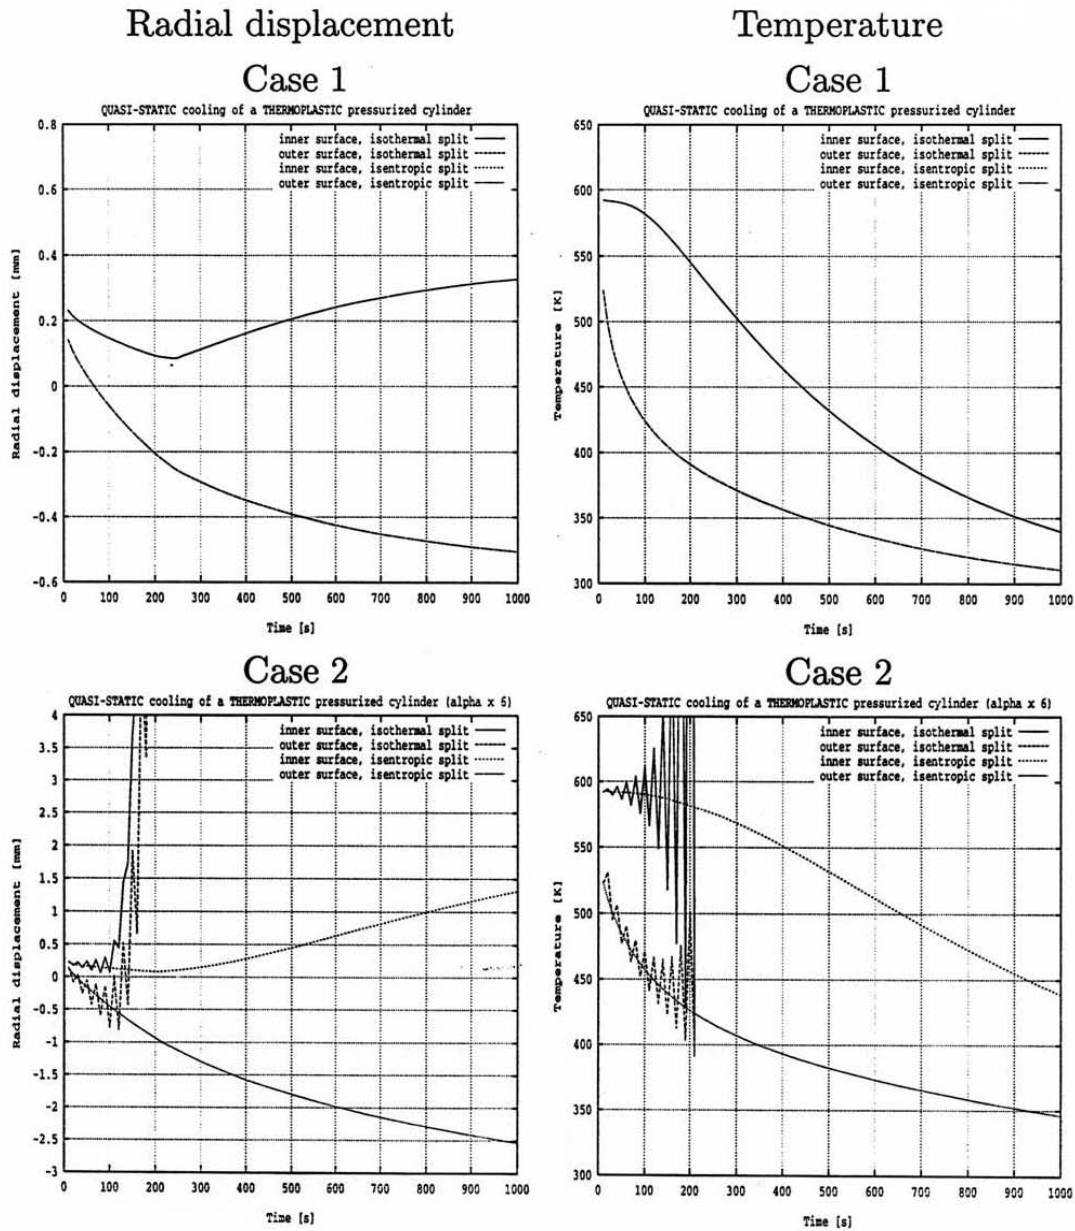 Radial displacement
Temperature
Case 1
QUASI-STATIC cooling of a THERMOPLASTIC pressurized cylinder
0.8
0.6
0.4
0.2
0
-0.2
-0.4
-0.6
inner surface, isothermal split
outer surface, isothermal split
inner surface, isentropic split
outer surface, isentropic split
Radial displacement [mm]
0 100 200 300 400 500 600 700 800 900 1000
Time [s]
Case 1
QUASI-STATIC cooling of a THERMOPLASTIC pressurized cylinder
650
600
550
500
450
400
350
300
inner surface, isothermal split
outer surface, isothermal split
inner surface, isentropic split
outer surface, isentropic split
Temperature [K]
0 100 200 300 400 500 600 700 800 900 1000
Time [s]
Case 2
QUASI-STATIC cooling of a THERMOPLASTIC pressurized cylinder (alpha x 6)
4
3.5
3
2.5
2
1.5
1
0.5
0
-0.5
-1
-1.5
-2
-2.5
-3
inner surface, isothermal split
outer surface, isothermal split
inner surface, isentropic split
outer surface, isentropic split
Radial displacement [mm]
0 100 200 300 400 500 600 700 800 900 1000
Time [s]
Case 2
QUASI-STATIC cooling of a THERMOPLASTIC pressurized cylinder (alpha x 6)
650
600
550
500
450
400
350
300
inner surface, isothermal split
outer surface, isothermal split
inner surface, isentropic split
outer surface, isentropic split
Temperature [K]
0 100 200 300 400 500 600 700 800 900 1000
Time [s]